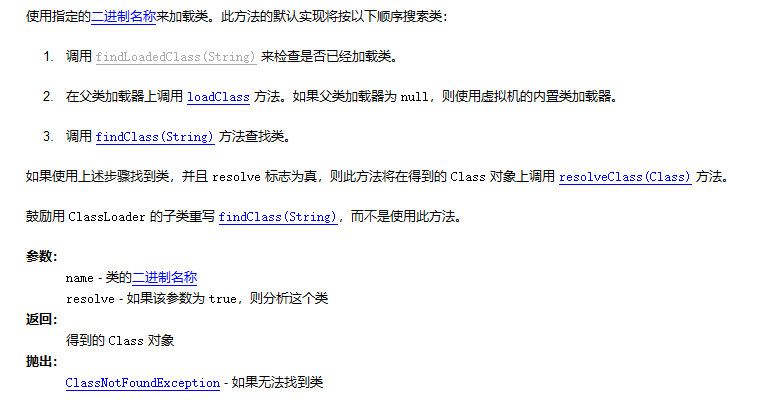 使用指定的二进制名称来加载类。此方法的默认实现将按以下顺序搜索类：
1. 调用 findLoadedClass(String) 来检查是否已经加载类。
2. 在父类加载器上调用 loadClass 方法。如果父类加载器为 null，则使用虚拟机的内置类加载器。
3. 调用 findClass(String) 方法查找类。
如果使用上述步骤找到类，并且 resolve 标志为真，则此方法将在得到的 Class 对象上调用 resolveClass(Class) 方法。
鼓励用 ClassLoader 的子类重写 findClass(String)，而不是使用此方法。
参数：
name - 类的二进制名称
resolve - 如果该参数为 true，则分析这个类
返回：
得到的 Class 对象
抛出：
ClassNotFoundException - 如果无法找到类